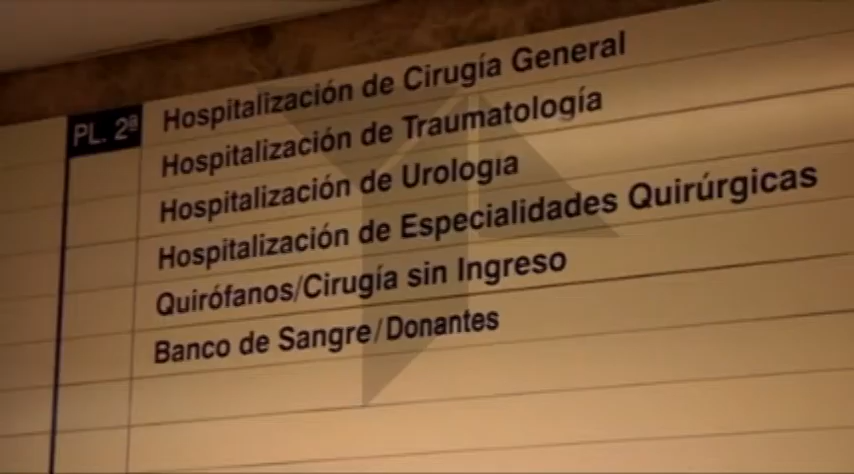 PL. 2ª
Hospitalización de Cirugía General
Hospitalización de Traumatología
Hospitalización de Urología
Hospitalización de Especialidades Quirúrgicas
Quirófanos/Cirugía sin Ingreso
Banco de Sangre/Donantes